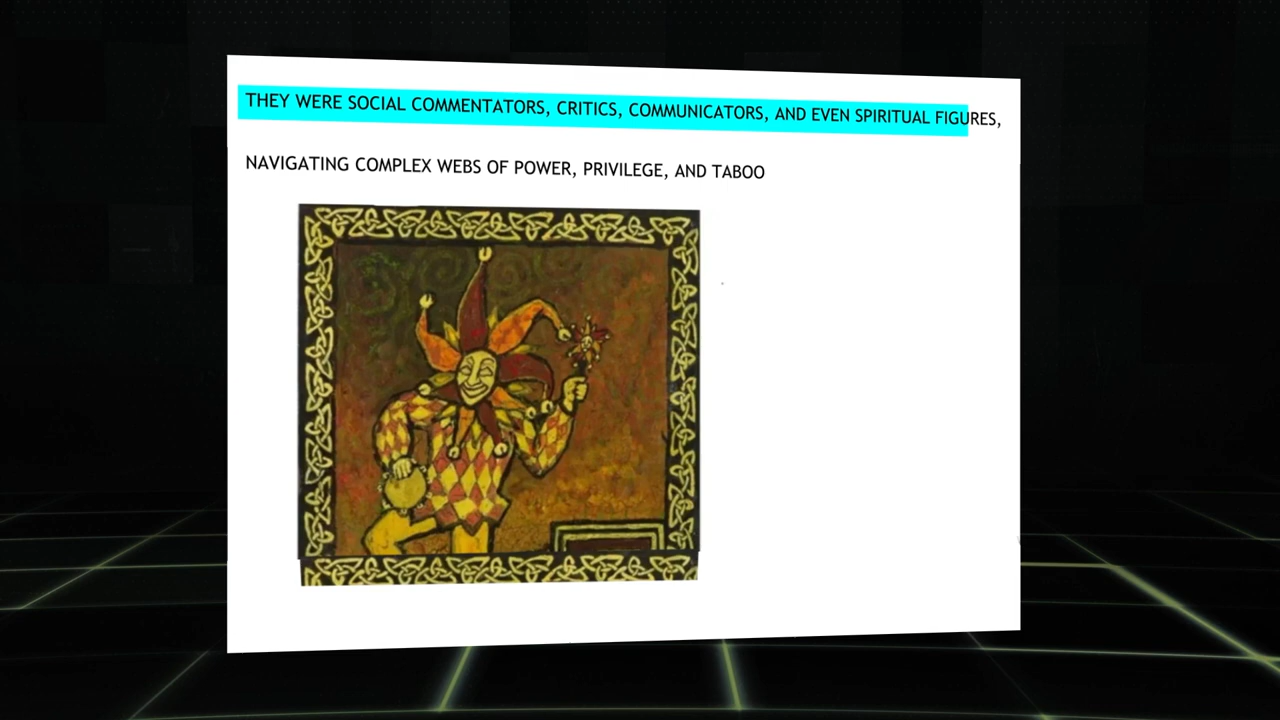 THEY WERE SOCIAL COMMENTATORS, CRITICS, COMMUNICATORS, AND EVEN SPIRITUAL FIGURES,
NAVIGATING COMPLEX WEBS OF POWER, PRIVILEGE, AND TABOO